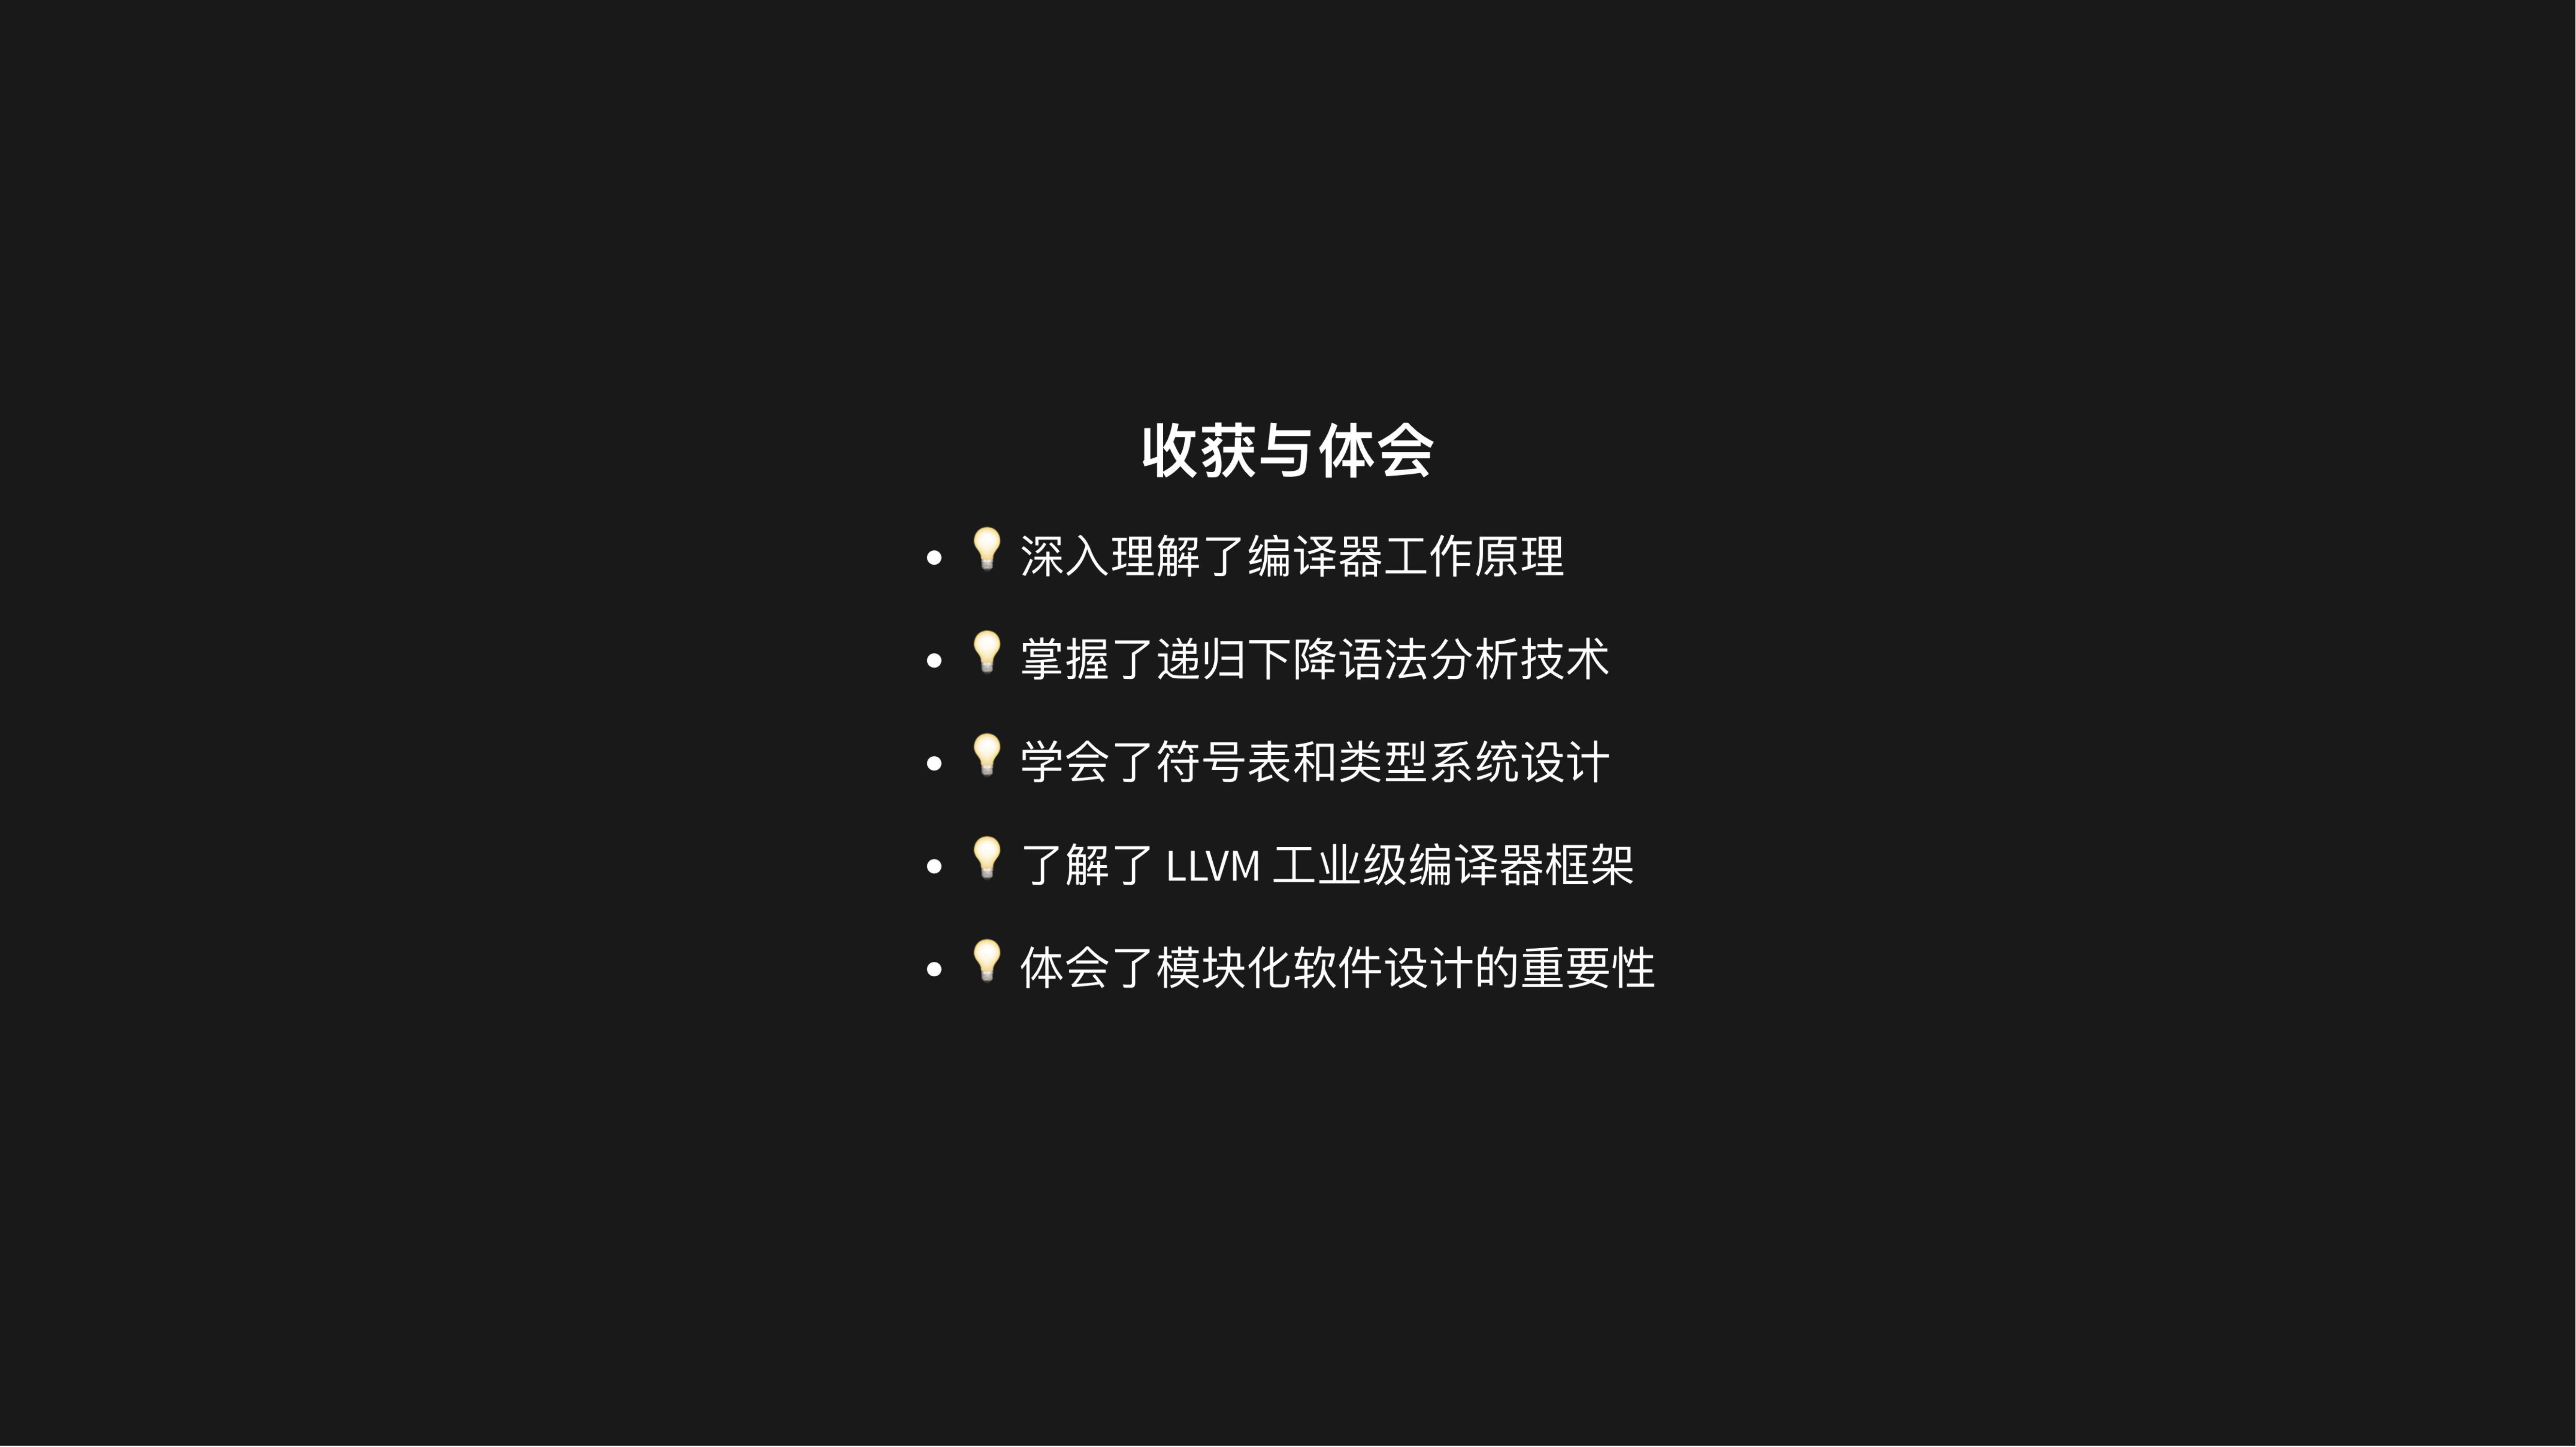 收获与体会
• 💡 深入理解了编译器工作原理
• 💡 掌握了递归下降语法分析技术
• 💡 学会了符号表和类型系统设计
• 💡 了解了 LLVM 工业级编译器框架
• 💡 体会了模块化软件设计的重要性